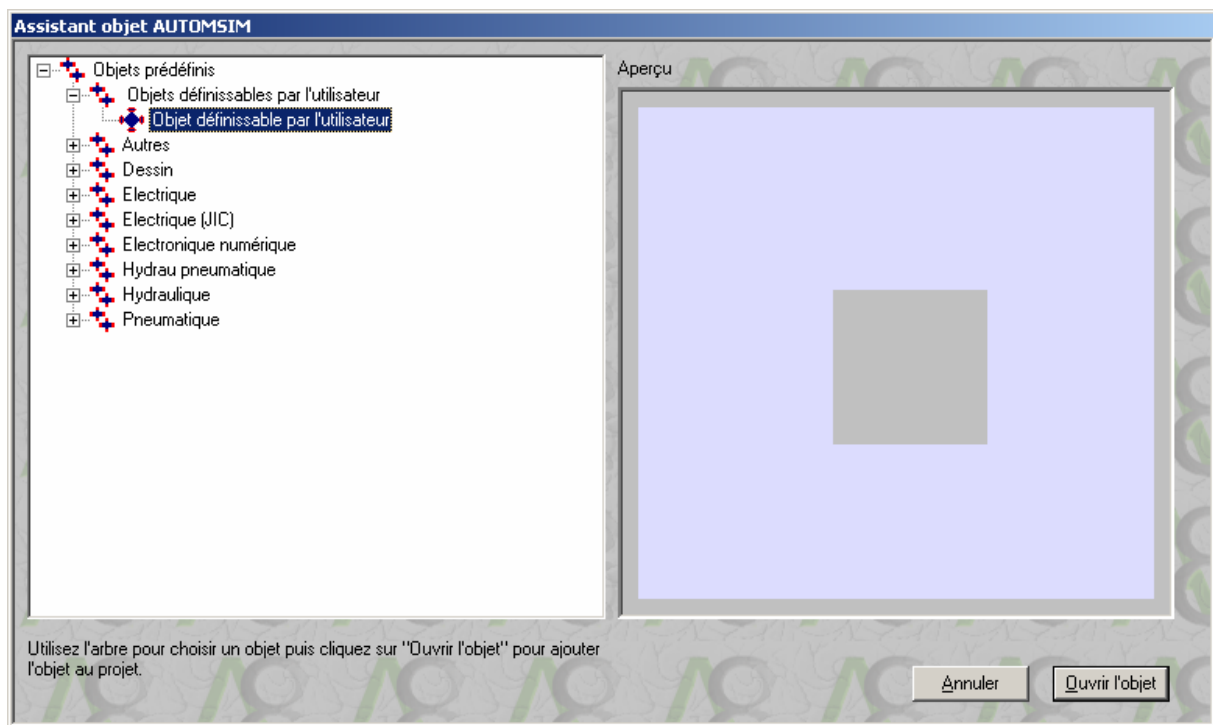 Assistant objet AUTOMSIM
Objets prédéfinis
Objets définissables par l'utilisateur
Objet définissable par l'utilisateur
Autres
Dessin
Electrique
Electrique (JIC)
Electronique numérique
Hydrau pneumatique
Hydraulique
Pneumatique
Aperçu
Utilisez l'arbre pour choisir un objet puis cliquez sur "Ouvrir l'objet" pour ajouter
l'objet au projet.
Annuler
Ouvrir l'objet